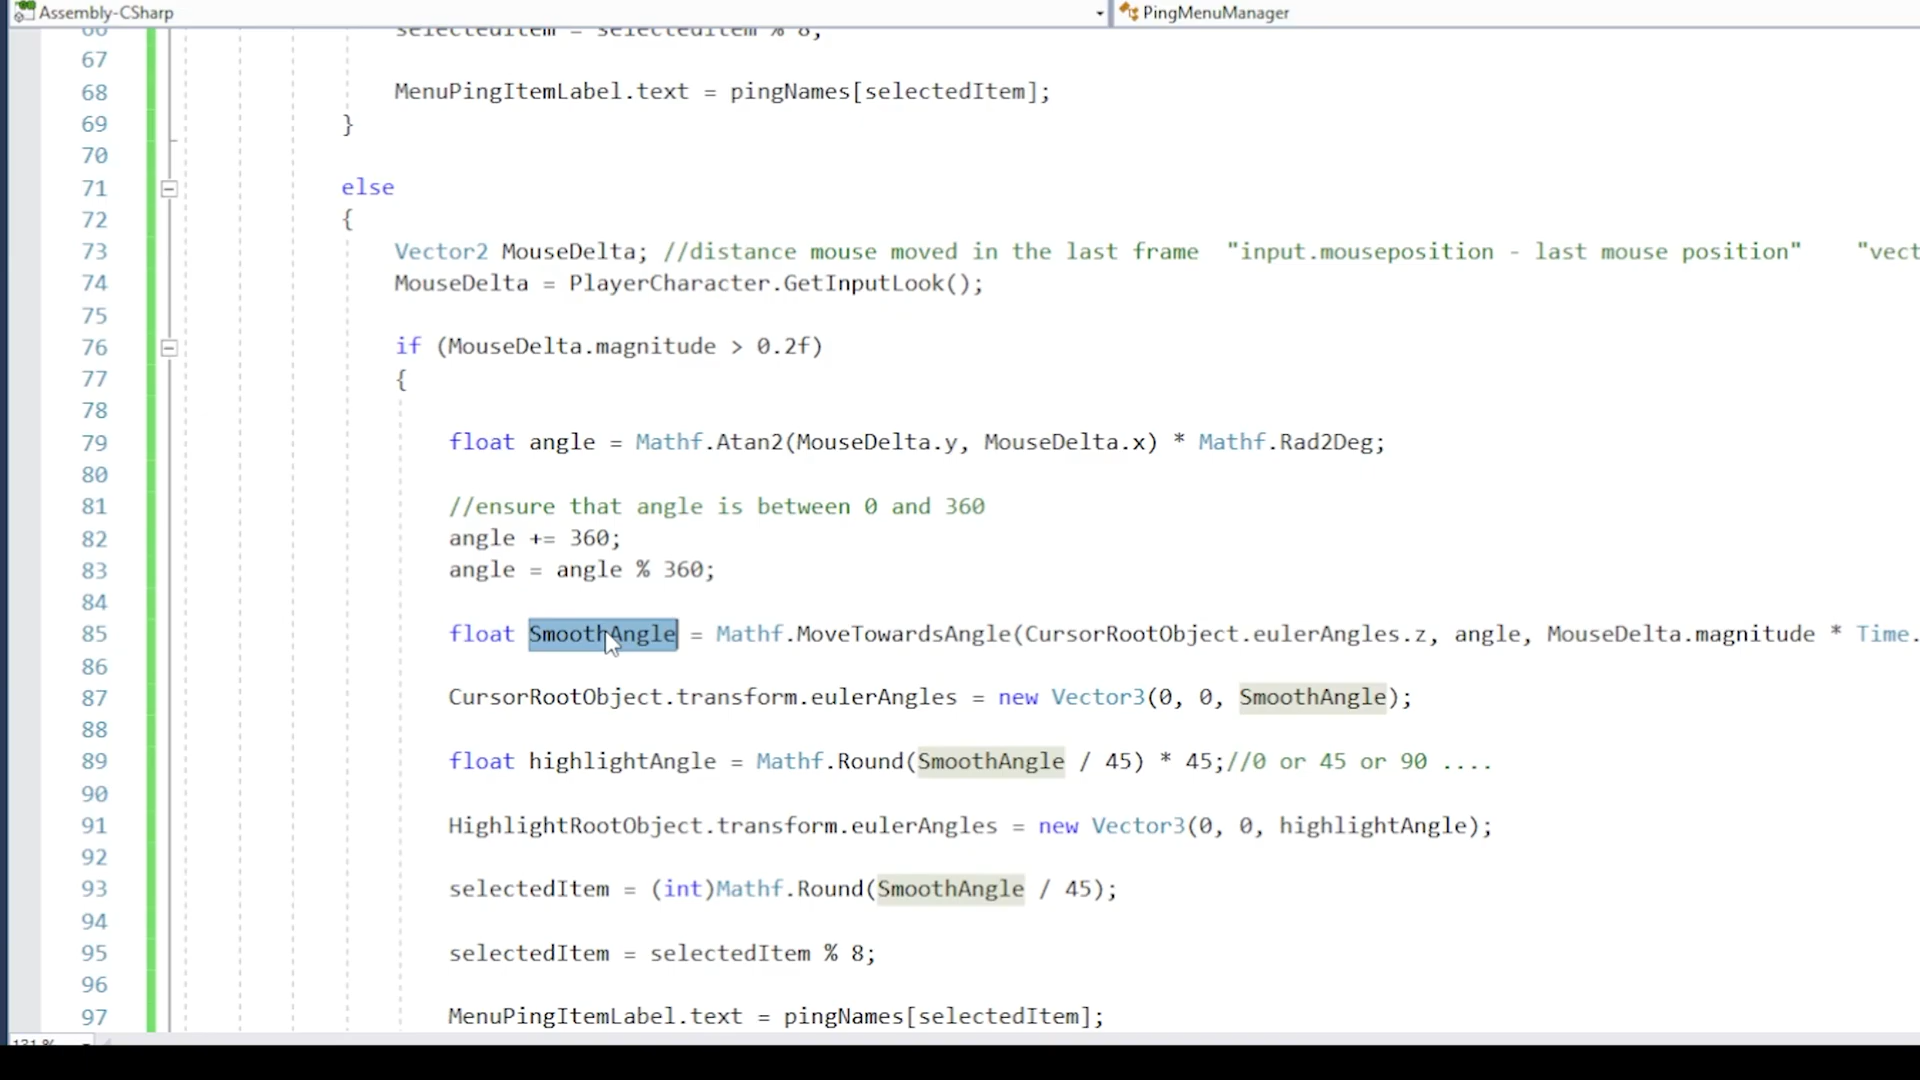 Assembly-CSharp
PingMenuManager
66 selectedItem = selectedItem % 8;
67
68 MenuPingItemLabel.text = pingNames[selectedItem];
69 }
70
71 else
72 {
73 Vector2 MouseDelta; //distance mouse moved in the last frame  "input.mouseposition - last mouse position"    "vect
74 MouseDelta = PlayerCharacter.GetInputLook();
75
76 if (MouseDelta.magnitude > 0.2f)
77 {
78
79 float angle = Mathf.Atan2(MouseDelta.y, MouseDelta.x) * Mathf.Rad2Deg;
80
81 //ensure that angle is between 0 and 360
82 angle += 360;
83 angle = angle % 360;
84
85 float SmoothAngle = Mathf.MoveTowardsAngle(CursorRootObject.eulerAngles.z, angle, MouseDelta.magnitude * Time.
86
87 CursorRootObject.transform.eulerAngles = new Vector3(0, 0, SmoothAngle);
88
89 float highlightAngle = Mathf.Round(SmoothAngle / 45) * 45;//0 or 45 or 90 ....
90
91 HighlightRootObject.transform.eulerAngles = new Vector3(0, 0, highlightAngle);
92
93 selectedItem = (int)Mathf.Round(SmoothAngle / 45);
94
95 selectedItem = selectedItem % 8;
96
97 MenuPingItemLabel.text = pingNames[selectedItem];
131 %